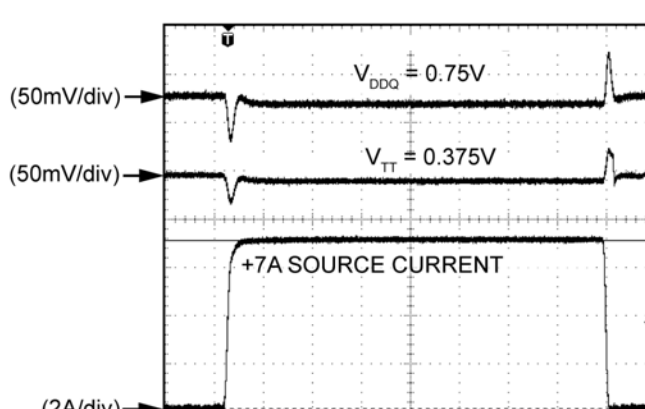 T
V_DDQ = 0.75V
(50mV/div)
V_TT = 0.375V
(50mV/div)
+7A SOURCE CURRENT
(2A/div)